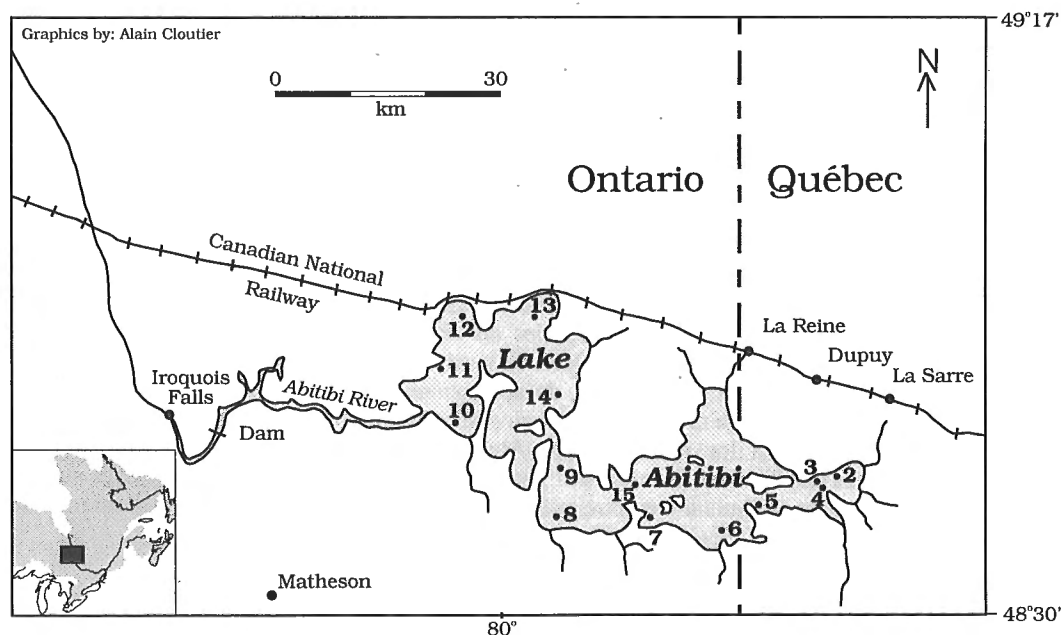 49°17'
Graphics by: Alain Cloutier
N
0 30
km
Ontario Québec
Canadian National
Railway
13
12
La Reine
Lake
Dupuy
11
La Sarre
Iroquois
Falls
Abitibi River
14
10
Dam
9
Abitibi
3
2
15
4
5
8
7
6
Matheson
80°
48°30